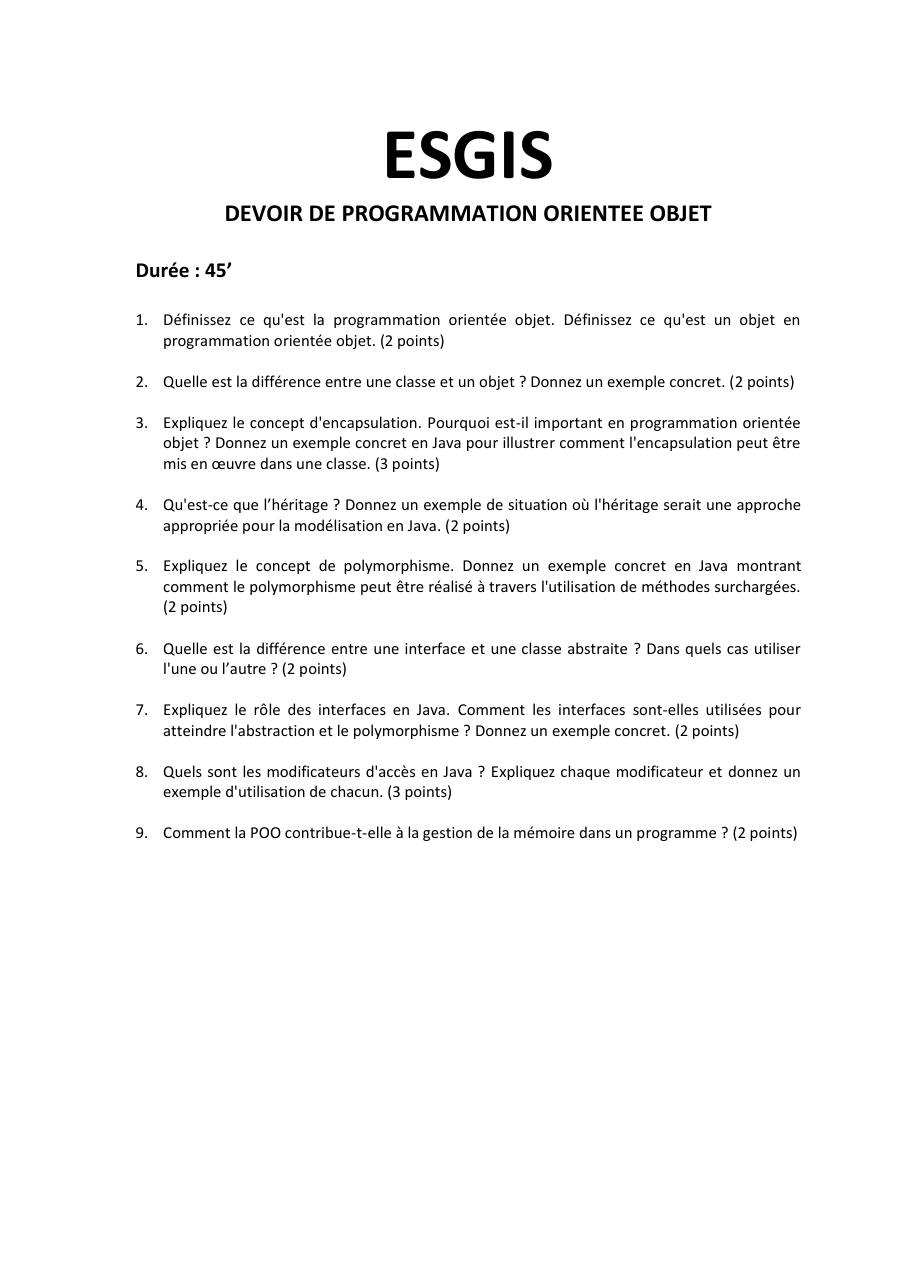 ESGIS
DEVOIR DE PROGRAMMATION ORIENTEE OBJET
Durée : 45’
1. Définissez ce qu'est la programmation orientée objet. Définissez ce qu'est un objet en
programmation orientée objet. (2 points)
2. Quelle est la différence entre une classe et un objet ? Donnez un exemple concret. (2 points)
3. Expliquez le concept d'encapsulation. Pourquoi est-il important en programmation orientée
objet ? Donnez un exemple concret en Java pour illustrer comment l'encapsulation peut être
mis en œuvre dans une classe. (3 points)
4. Qu'est-ce que l’héritage ? Donnez un exemple de situation où l'héritage serait une approche
appropriée pour la modélisation en Java. (2 points)
5. Expliquez le concept de polymorphisme. Donnez un exemple concret en Java montrant
comment le polymorphisme peut être réalisé à travers l'utilisation de méthodes surchargées.
(2 points)
6. Quelle est la différence entre une interface et une classe abstraite ? Dans quels cas utiliser
l'une ou l’autre ? (2 points)
7. Expliquez le rôle des interfaces en Java. Comment les interfaces sont-elles utilisées pour
atteindre l'abstraction et le polymorphisme ? Donnez un exemple concret. (2 points)
8. Quels sont les modificateurs d'accès en Java ? Expliquez chaque modificateur et donnez un
exemple d'utilisation de chacun. (3 points)
9. Comment la POO contribue-t-elle à la gestion de la mémoire dans un programme ? (2 points)